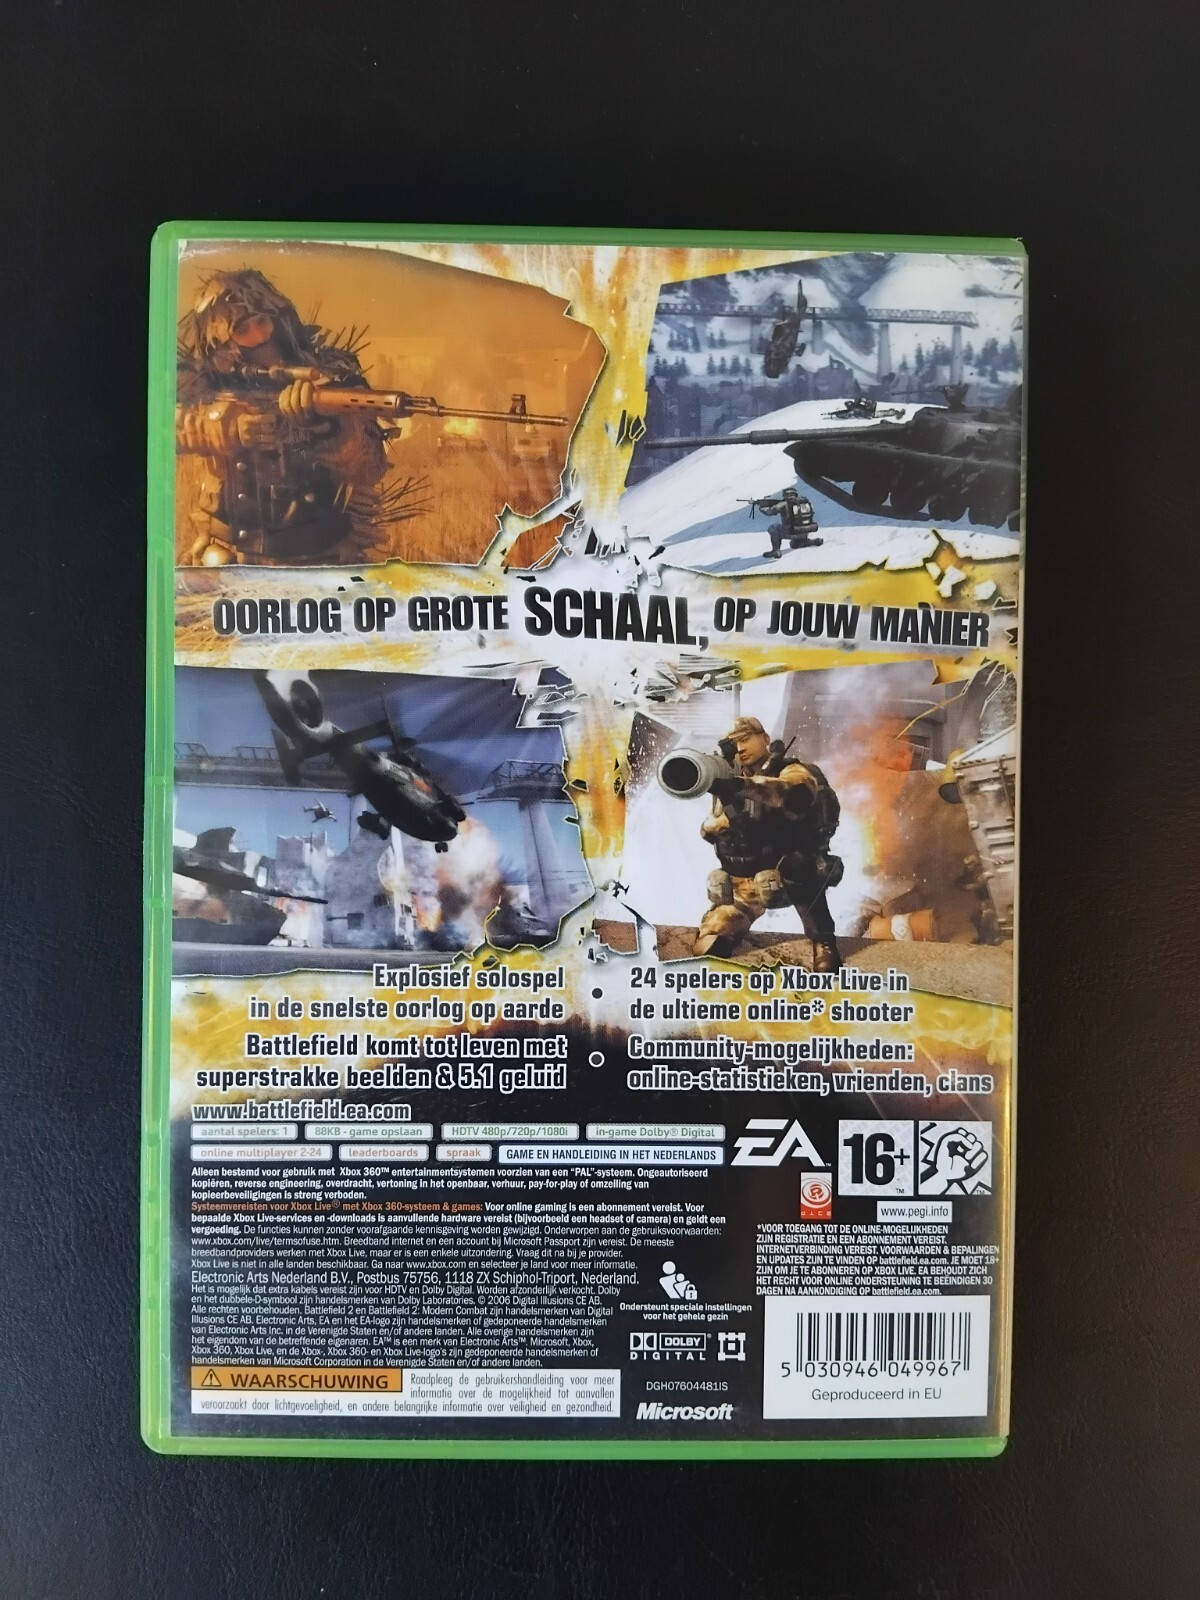 OORLOG OP GROTE SCHAAL, OP JOUW MANIER
Explosief solospel
in de snelste oorlog op aarde
24 spelers op Xbox Live in
de ultieme online* shooter
Battlefield komt tot leven met
superstrakke beelden & 5.1 geluid
Community-mogelijkheden:
online-statistieken, vrienden, clans
www.battlefield.ea.com
aantal spelers: 1
88KB - game opslaan
HDTV 480p/720p/1080i
in-game Dolby® Digital
online multiplayer 2-24
leaderboards
spraak
GAME EN HANDLEIDING IN HET NEDERLANDS
EA™
16+
™
www.pegi.info
DICE
Alleen bestemd voor gebruik met Xbox 360™ entertainmentsystemen voorzien van een "PAL"-systeem. Ongeautoriseerd
kopiëren, reverse engineering, overdracht, vertoning in het openbaar, verhuur, pay-for-play of omzeiling van
kopieerbeveiligingen is streng verboden.
Systeemvereisten voor Xbox Live® met Xbox 360-systeem & games: Voor online gaming is een abonnement vereist. Voor
bepaalde Xbox Live-services en -downloads is aanvullende hardware vereist (bijvoorbeeld een headset of camera) en geldt een
vergoeding. De functies kunnen zonder voorafgaande kennisgeving worden gewijzigd. Onderworpen aan de gebruiksvoorwaarden:
www.xbox.com/live/termsofuse.htm. Breedband internet en een account bij Microsoft Passport zijn vereist. De meeste
breedbandproviders werken met Xbox Live, maar er is een enkele uitzondering. Vraag dit na bij je provider.
Xbox Live is niet in alle landen beschikbaar. Ga naar www.xbox.com en selecteer je land voor meer informatie.
Electronic Arts Nederland B.V., Postbus 75756, 1118 ZX Schiphol-Triport, Nederland.
Het is mogelijk dat extra kabels vereist zijn voor HDTV en Dolby Digital. Worden afzonderlijk verkocht. Dolby
en het dubbele-D-symbool zijn handelsmerken van Dolby Laboratories. © 2006 Digital Illusions CE AB.
Alle rechten voorbehouden. Battlefield 2 en Battlefield 2: Modern Combat zijn handelsmerken van Digital
Illusions CE AB. Electronic Arts, EA en het EA-logo zijn handelsmerken of gedeponeerde handelsmerken
van Electronic Arts Inc. in de Verenigde Staten en/of andere landen. Alle overige handelsmerken zijn
het eigendom van de betreffende eigenaren. EA™ is een merk van Electronic Arts™. Microsoft, Xbox,
Xbox 360, Xbox Live, en de Xbox-, Xbox 360- en Xbox Live-logo's zijn gedeponeerde handelsmerken of
handelsmerken van Microsoft Corporation in de Verenigde Staten en/of andere landen.
*VOOR TOEGANG TOT DE ONLINE-MOGELIJKHEDEN
ZIJN REGISTRATIE EN EEN ABONNEMENT VEREIST.
INTERNETVERBINDING VEREIST. VOORWAARDEN & BEPALINGEN
EN UPDATES ZIJN TE VINDEN OP battlefield.ea.com. JE MOET 18+
ZIJN OM JE TE ABONNEREN OP XBOX LIVE. EA BEHOUDT ZICH
HET RECHT VOOR ONLINE ONDERSTEUNING TE BEËINDIGEN 30
DAGEN NA AANKONDIGING OP battlefield.ea.com.
Ondersteunt speciale instellingen
voor het gehele gezin
DOLBY®
DIGITAL
DGH07604481IS
Microsoft
WAARSCHUWING
Raadpleeg de gebruikershandleiding voor meer
informatie over de mogelijkheid tot aanvallen
veroorzaakt door lichtgevoeligheid, en andere belangrijke informatie over veiligheid en gezondheid.
5 030946 049967
Geproduceerd in EU